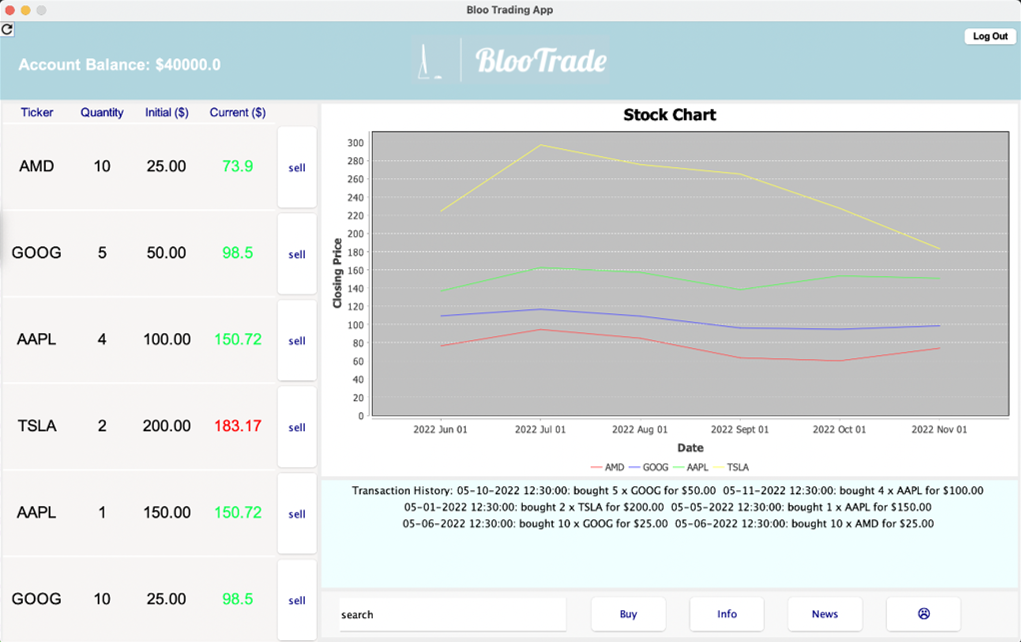 Bloo Trading App
Log Out
Account Balance: $40000.0
BlooTrade
Ticker Quantity Initial ($) Current ($)
AMD 10 25.00 73.9 sell
GOOG 5 50.00 98.5 sell
AAPL 4 100.00 150.72 sell
TSLA 2 200.00 183.17 sell
AAPL 1 150.00 150.72 sell
GOOG 10 25.00 98.5 sell
Stock Chart
Closing Price
300
280
260
240
220
200
180
160
140
120
100
80
60
40
20
0
2022 Jun 01 2022 Jul 01 2022 Aug 01 2022 Sept 01 2022 Oct 01 2022 Nov 01
Date
AMD GOOG AAPL TSLA
Transaction History: 05-10-2022 12:30:00: bought 5 x GOOG for $50.00 05-11-2022 12:30:00: bought 4 x AAPL for $100.00
05-01-2022 12:30:00: bought 2 x TSLA for $200.00 05-05-2022 12:30:00: bought 1 x AAPL for $150.00
05-06-2022 12:30:00: bought 10 x GOOG for $25.00 05-06-2022 12:30:00: bought 10 x AMD for $25.00
search Buy Info News